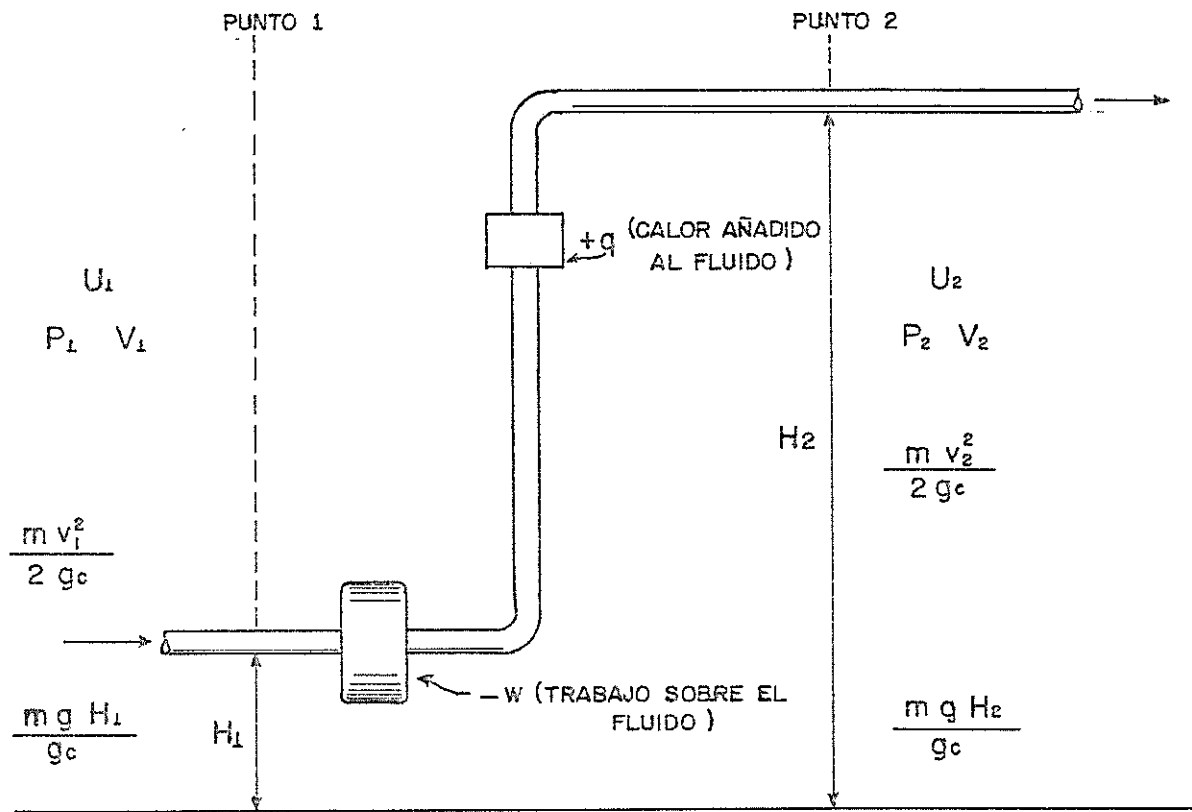 PUNTO 1
PUNTO 2
+q (CALOR AÑADIDO
AL FLUIDO)
U₁
P₁ V₁
U₂
P₂ V₂
H₂
m v₁²
2 gc
m v₂²
2 gc
– W (TRABAJO SOBRE EL
FLUIDO)
m g H₁
gc
H₁
m g H₂
gc